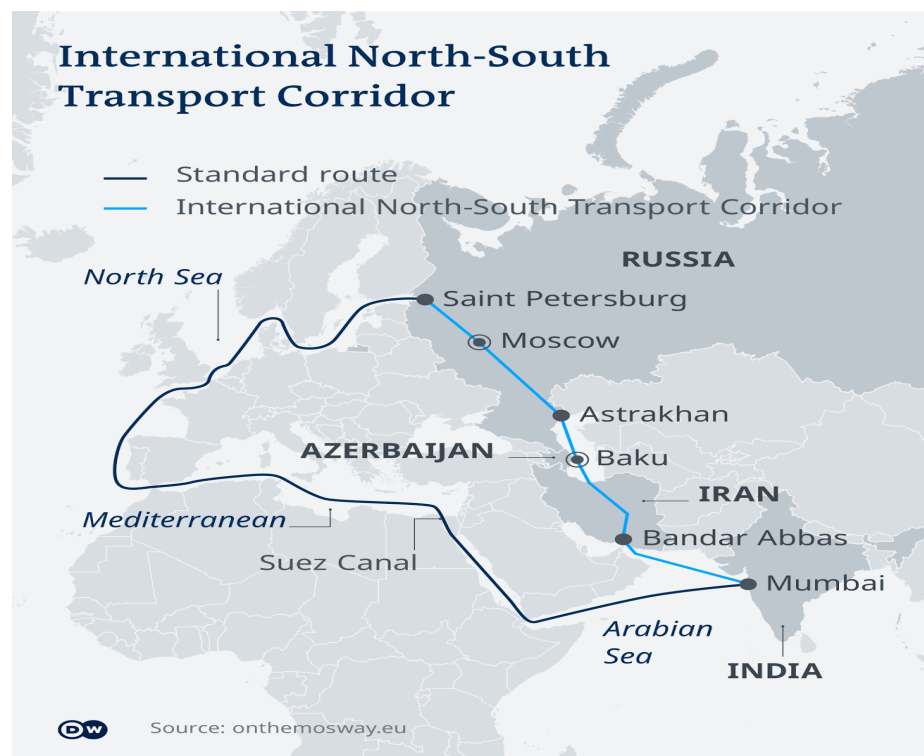 International North-South
Transport Corridor
Standard route
International North-South Transport Corridor
RUSSIA
North Sea
Saint Petersburg
Moscow
Astrakhan
AZERBAIJAN
Baku
IRAN
Mediterranean
Bandar Abbas
Suez Canal
Mumbai
Arabian
Sea
INDIA
DW
Source: onthemosway.eu